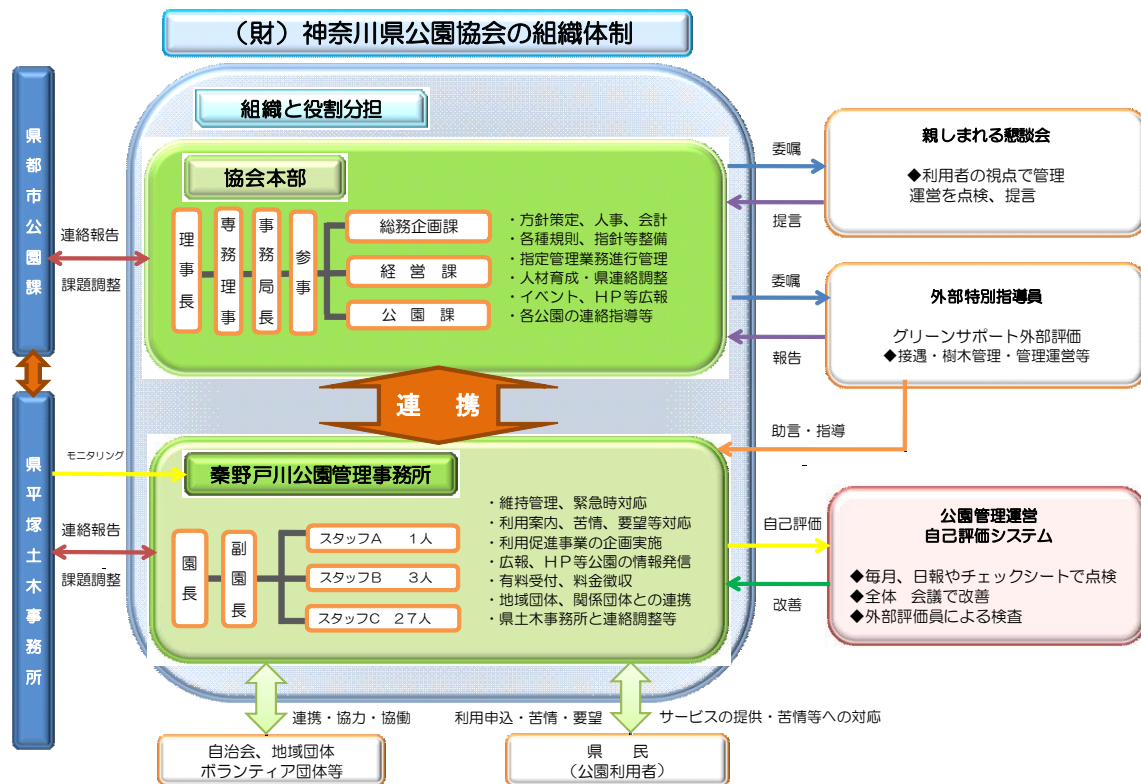 （財）神奈川県公園協会の組織体制
県都市公園課
県平塚土木事務所
連絡報告
課題調整
モニタリング
連絡報告
課題調整
組織と役割分担
協会本部
理事長
専務理事
事務局長
参事
総務企画課
経営課
公園課
・方針策定、人事、会計
・各種規則、指針等整備
・指定管理業務進行管理
・人材育成・県連絡調整
・イベント、ＨＰ等広報
・各公園の連絡指導等
連 携
秦野戸川公園管理事務所
園長
副園長
スタッフＡ　１人
スタッフＢ　３人
スタッフＣ　２７人
・維持管理、緊急時対応
・利用案内、苦情、要望等対応
・利用促進事業の企画実施
・広報、ＨＰ等公園の情報発信
・有料受付、料金徴収
・地域団体、関係団体との連携
・県土木事務所と連絡調整等
委嘱
提言
親しまれる懇談会
◆利用者の視点で管理
運営を点検、提言
委嘱
報告
外部特別指導員
グリーンサポート外部評価
◆接遇・樹木管理・管理運営等
助言・指導
自己評価
改善
公園管理運営
自己評価システム
◆毎月、日報やチェックシートで点検
◆全体　会議で改善
◆外部評価員による検査
連携・協力・協働
利用申込・苦情・要望
サービスの提供・苦情等への対応
自治会、地域団体
ボランティア団体等
県　民
（公園利用者）